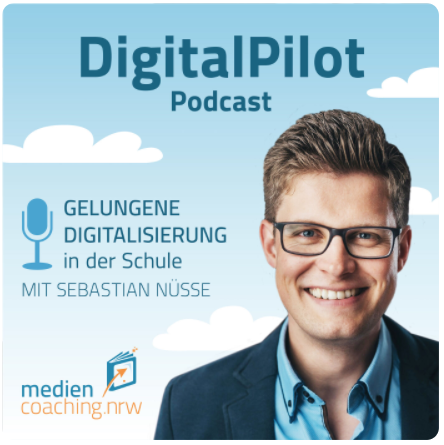 DigitalPilot
Podcast
GELUNGENE
DIGITALISIERUNG
in der Schule
MIT SEBASTIAN NÜSSE
medien
coaching.nrw